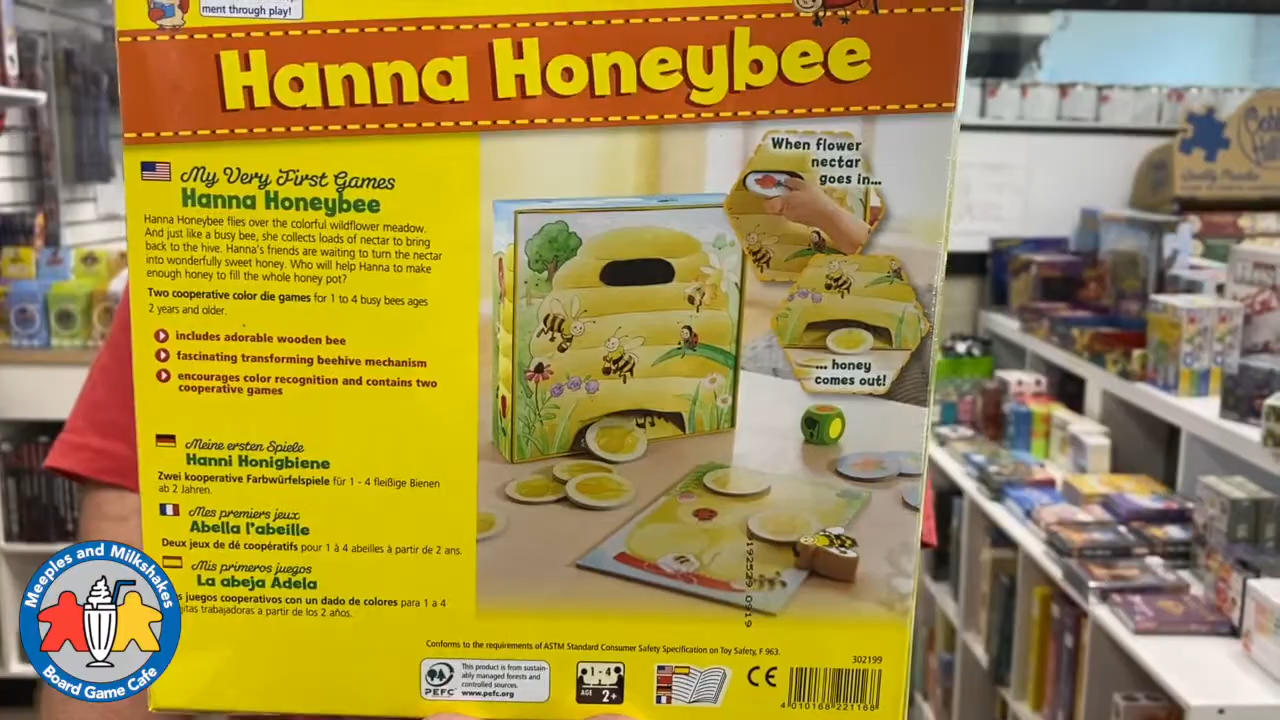 ment through play!
Hanna Honeybee
My Very First Games
Hanna Honeybee
Hanna Honeybee flies over the colorful wildflower meadow.
And just like a busy bee, she collects loads of nectar to bring
back to the hive. Hanna's friends are waiting to turn the nectar
into wonderfully sweet honey. Who will help Hanna to make
enough honey to fill the whole honey pot?
Two cooperative color die games for 1 to 4 busy bees ages
2 years and older.
includes adorable wooden bee
fascinating transforming beehive mechanism
encourages color recognition and contains two
cooperative games
Meine ersten Spiele
Hanni Honigbiene
Zwei kooperative Farbwürfelspiele für 1 - 4 fleißige Bienen
ab 2 Jahren.
Mes premiers jeux
Abella l'abeille
Deux jeux de dé coopératifs pour 1 à 4 abeilles à partir de 2 ans.
Mis primeros juegos
La abeja Adela
juegos cooperativos con un dado de colores para 1 a 4
trabajadoras a partir de los 2 años.
When flower
nectar
goes in...
... honey
comes out!
Conforms to the requirements of ASTM Standard Consumer Safety Specification on Toy Safety, F 963.
PEFC
This product is from sustain-
ably managed forests and
controlled sources.
www.pefc.org
1 - 4
AGE 2+
CE
302199
4 010168 221168
Meeples and Milkshakes
Board Game Cafe